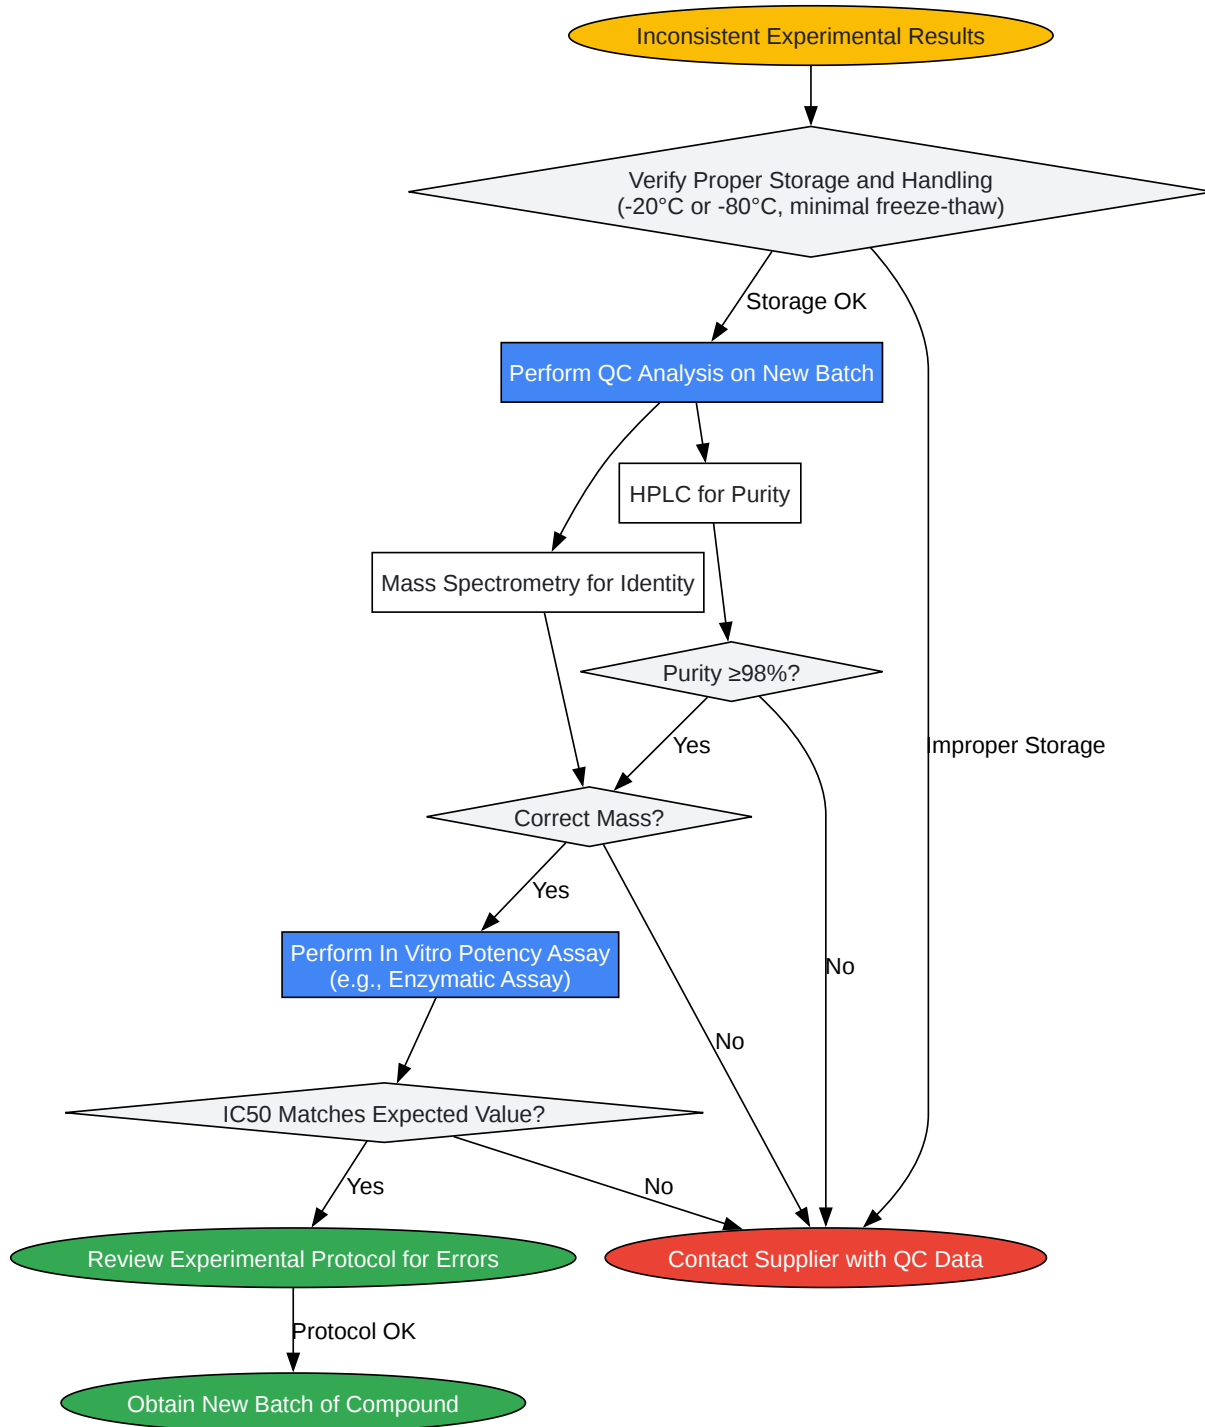 Inconsistent Experimental Results
Verify Proper Storage and Handling
(-20°C or -80°C, minimal freeze-thaw)
Storage OK
Perform QC Analysis on New Batch
HPLC for Purity
Mass Spectrometry for Identity
Purity ≥98%?
Yes
Improper Storage
Correct Mass?
Yes
Perform In Vitro Potency Assay
(e.g., Enzymatic Assay)
No
No
IC50 Matches Expected Value?
Yes
No
Review Experimental Protocol for Errors
Contact Supplier with QC Data
Protocol OK
Obtain New Batch of Compound